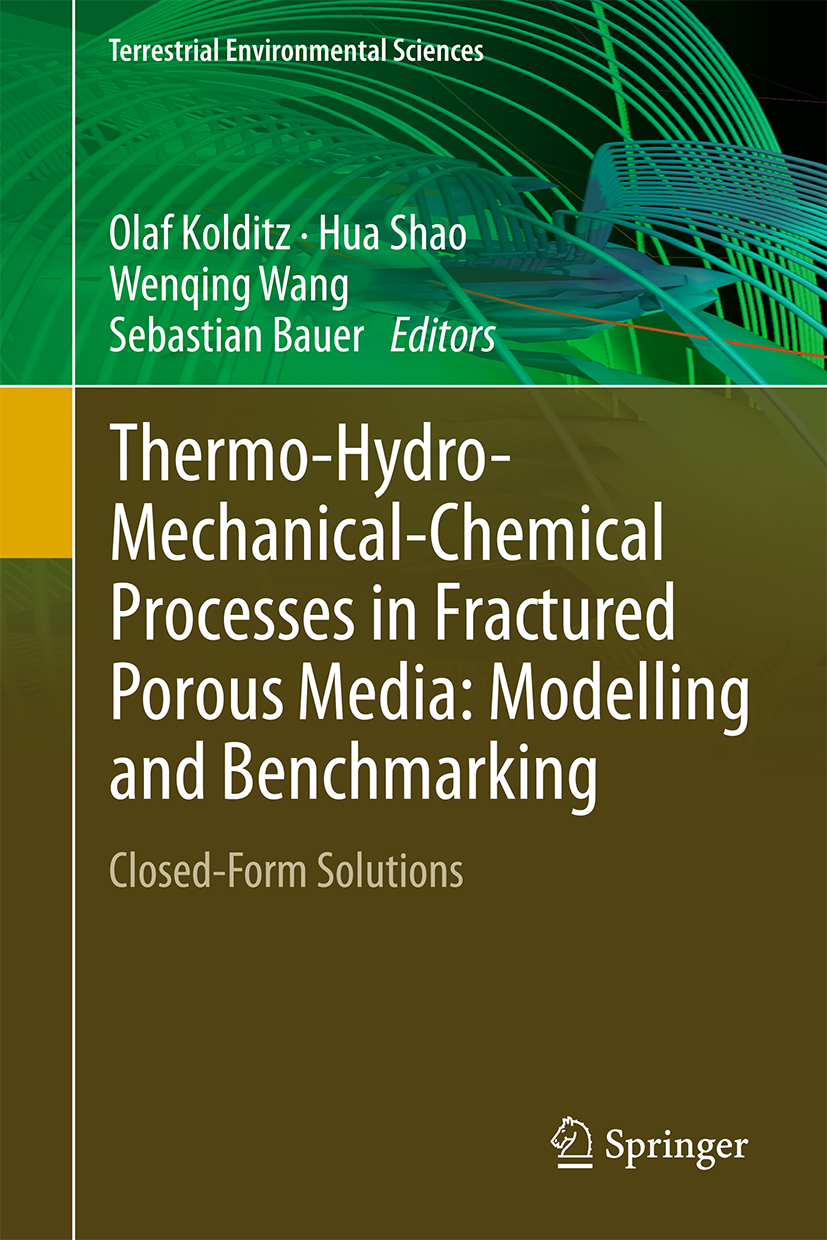 Terrestrial Environmental Sciences
Olaf Kolditz · Hua Shao
Wenqing Wang
Sebastian Bauer Editors
Thermo-Hydro-
Mechanical-Chemical
Processes in Fractured
Porous Media: Modelling
and Benchmarking
Closed-Form Solutions
Springer